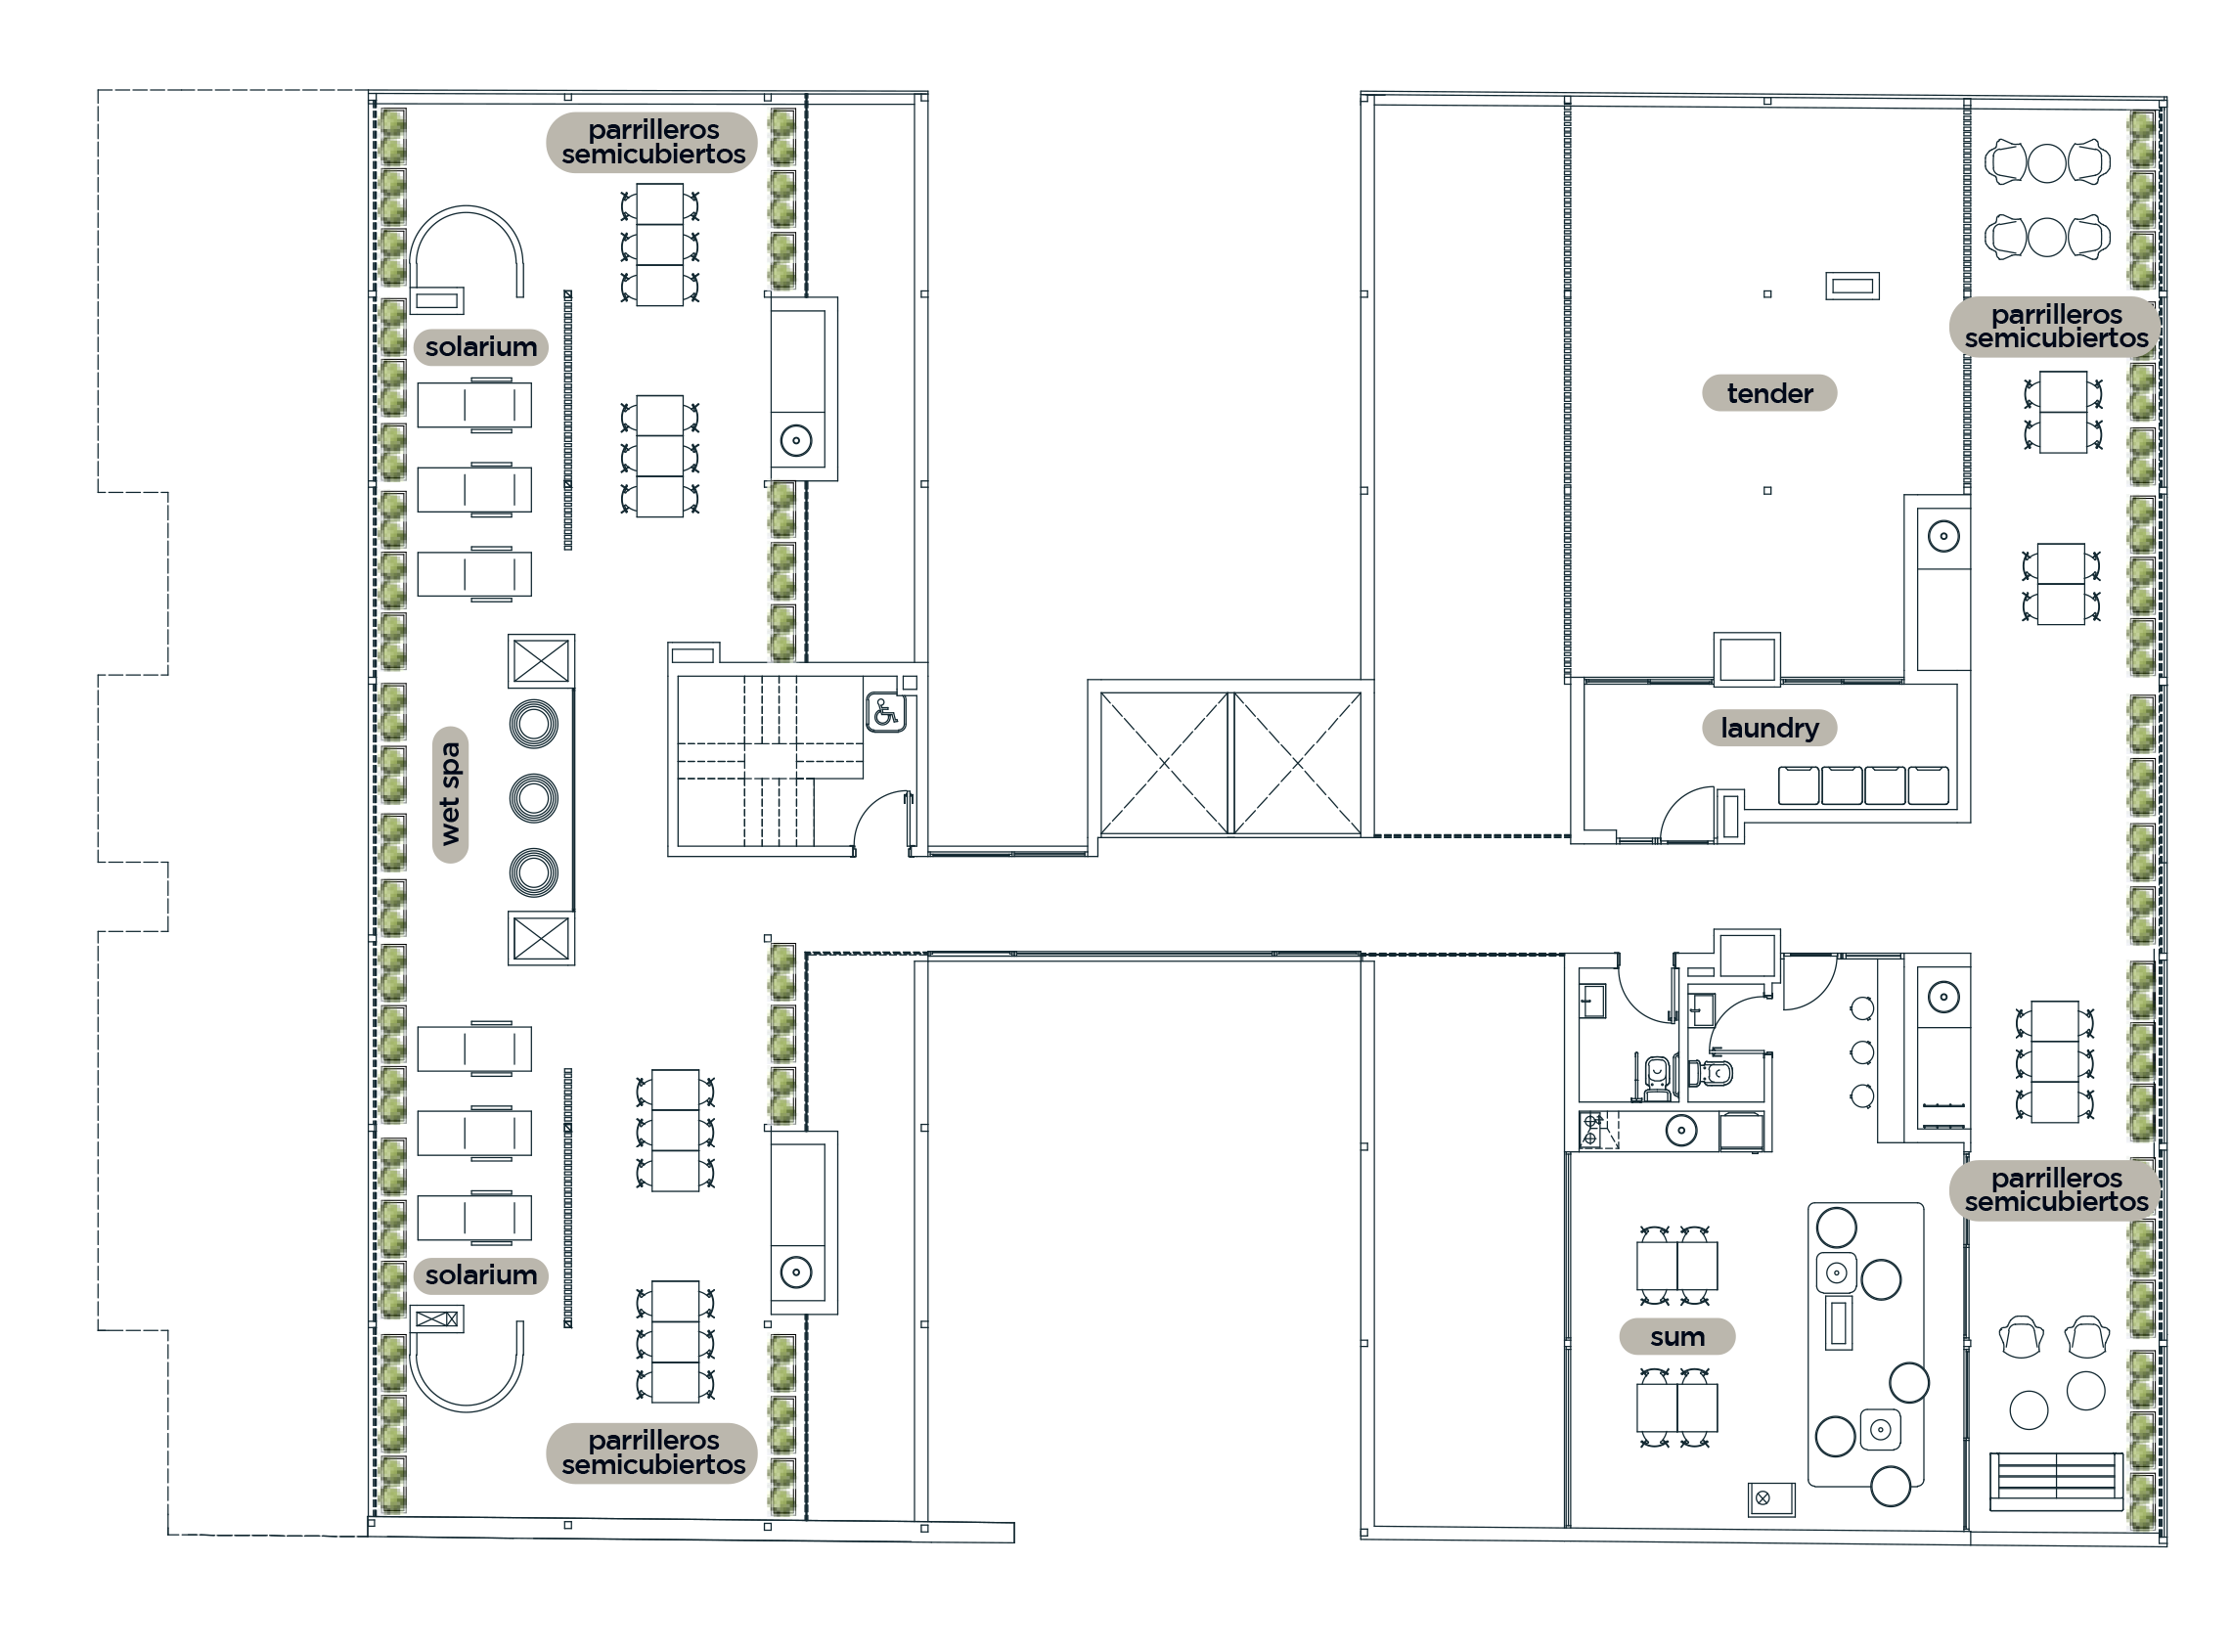 parrilleros
semicubiertos
solarium
wet spa
solarium
parrilleros
semicubiertos
parrilleros
semicubiertos
tender
laundry
parrilleros
semicubiertos
sum